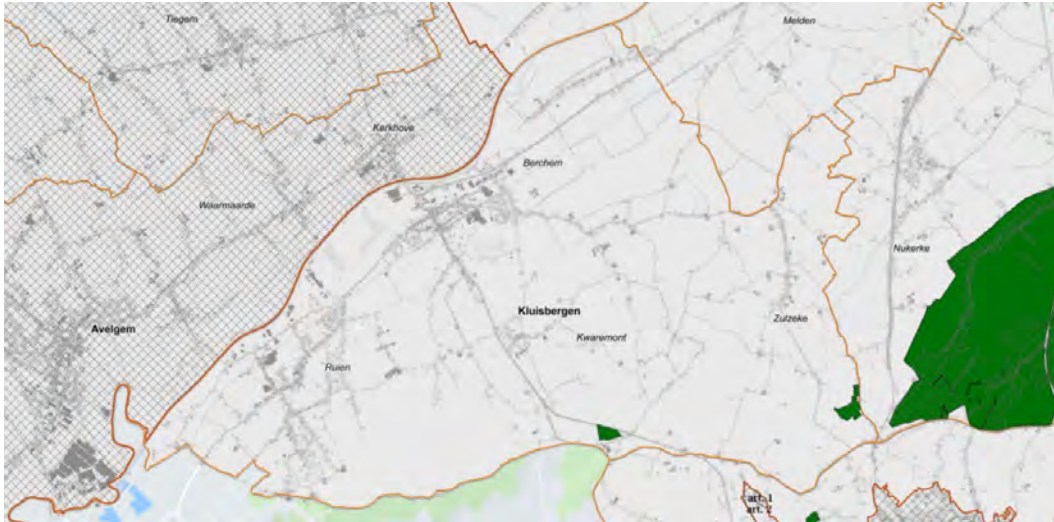 Tiegem
Melden
Kerkhove
Berchem
Waarmaarde
Nukerke
Kluisbergen
Zulzeke
Avelgem
Kwaremont
Ruien
art. 1
art. 2